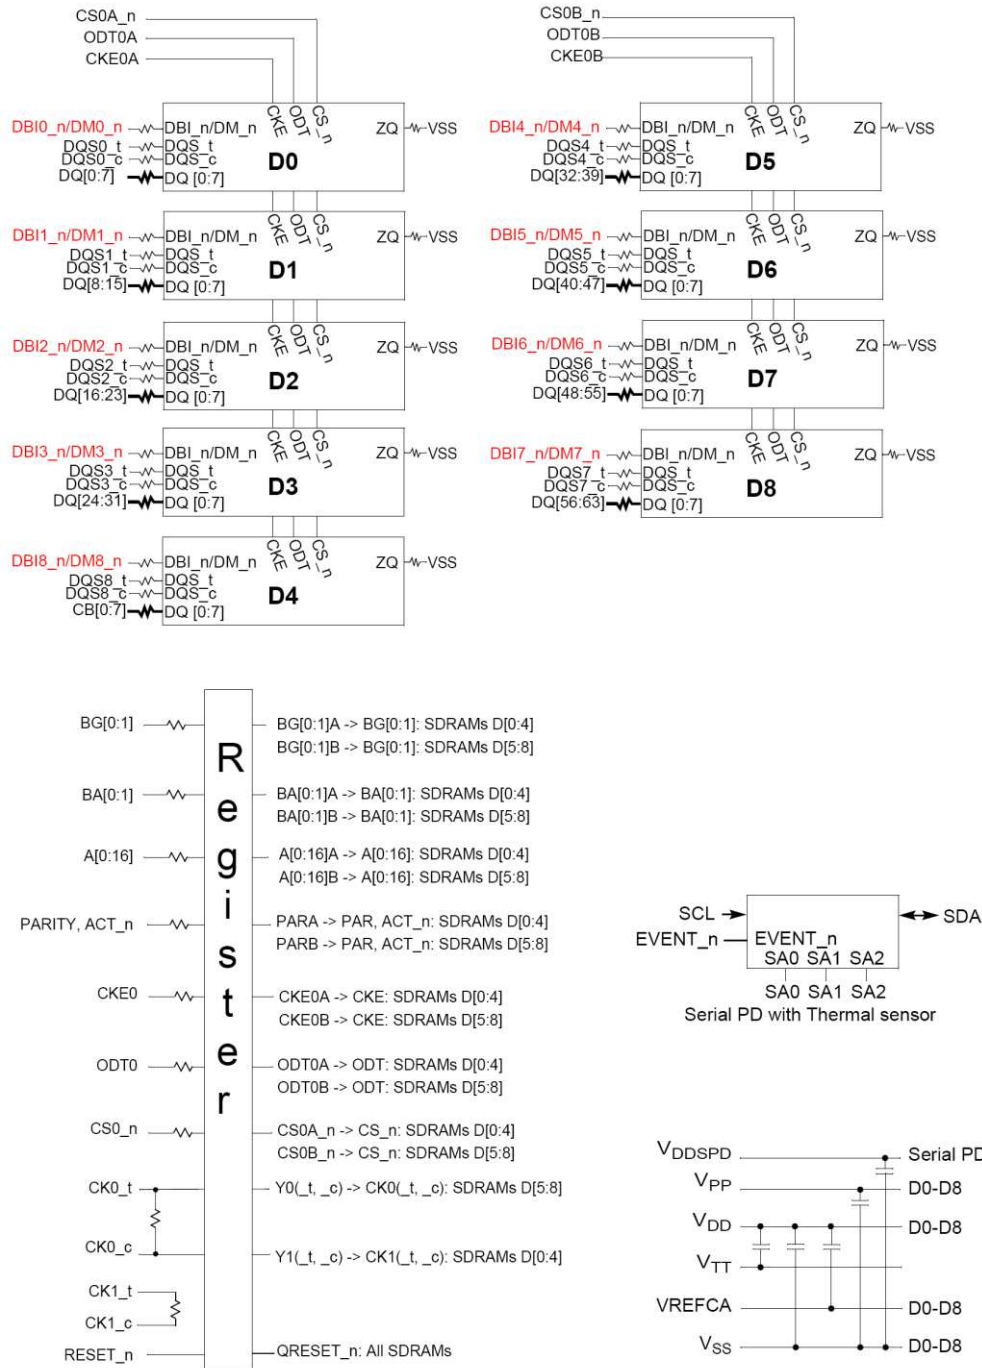 CS0A_n
ODT0A
CKE0A
CKE ODT CS_n
DBI0_n/DM0_n DBI_n/DM_n ZQ VSS
DQS0_t DQS_t
DQS0_c DQS_c
D0
DQ[0:7] DQ [0:7]
CKE ODT CS_n
DBI1_n/DM1_n DBI_n/DM_n ZQ VSS
DQS1_t DQS_t
DQS1_c DQS_c
D1
DQ[8:15] DQ [0:7]
CKE ODT CS_n
DBI2_n/DM2_n DBI_n/DM_n ZQ VSS
DQS2_t DQS_t
DQS2_c DQS_c
D2
DQ[16:23] DQ [0:7]
CKE ODT CS_n
DBI3_n/DM3_n DBI_n/DM_n ZQ VSS
DQS3_t DQS_t
DQS3_c DQS_c
D3
DQ[24:31] DQ [0:7]
CKE ODT CS_n
DBI8_n/DM8_n DBI_n/DM_n ZQ VSS
DQS8_t DQS_t
DQS8_c DQS_c
D4
CB[0:7] DQ [0:7]
CS0B_n
ODT0B
CKE0B
CKE ODT CS_n
DBI4_n/DM4_n DBI_n/DM_n ZQ VSS
DQS4_t DQS_t
DQS4_c DQS_c
D5
DQ[32:39] DQ [0:7]
CKE ODT CS_n
DBI5_n/DM5_n DBI_n/DM_n ZQ VSS
DQS5_t DQS_t
DQS5_c DQS_c
D6
DQ[40:47] DQ [0:7]
CKE ODT CS_n
DBI6_n/DM6_n DBI_n/DM_n ZQ VSS
DQS6_t DQS_t
DQS6_c DQS_c
D7
DQ[48:55] DQ [0:7]
CKE ODT CS_n
DBI7_n/DM7_n DBI_n/DM_n ZQ VSS
DQS7_t DQS_t
DQS7_c DQS_c
D8
DQ[56:63] DQ [0:7]
Register
BG[0:1] BG[0:1]A -> BG[0:1]: SDRAMs D[0:4]
BG[0:1]B -> BG[0:1]: SDRAMs D[5:8]
BA[0:1] BA[0:1]A -> BA[0:1]: SDRAMs D[0:4]
BA[0:1]B -> BA[0:1]: SDRAMs D[5:8]
A[0:16] A[0:16]A -> A[0:16]: SDRAMs D[0:4]
A[0:16]B -> A[0:16]: SDRAMs D[5:8]
PARITY, ACT_n PARA -> PAR, ACT_n: SDRAMs D[0:4]
PARB -> PAR, ACT_n: SDRAMs D[5:8]
CKE0 CKE0A -> CKE: SDRAMs D[0:4]
CKE0B -> CKE: SDRAMs D[5:8]
ODT0 ODT0A -> ODT: SDRAMs D[0:4]
ODT0B -> ODT: SDRAMs D[5:8]
CS0_n CS0A_n -> CS_n: SDRAMs D[0:4]
CS0B_n -> CS_n: SDRAMs D[5:8]
CK0_t Y0(_t, _c) -> CK0(_t, _c): SDRAMs D[5:8]
CK0_c Y1(_t, _c) -> CK1(_t, _c): SDRAMs D[0:4]
CK1_t
CK1_c
RESET_n QRESET_n: All SDRAMs
SCL SDA
EVENT_n EVENT_n
SA0 SA1 SA2
SA0 SA1 SA2
Serial PD with Thermal sensor
VDDSPD Serial PD
VPP D0-D8
VDD D0-D8
VTT
VREFCA D0-D8
VSS D0-D8